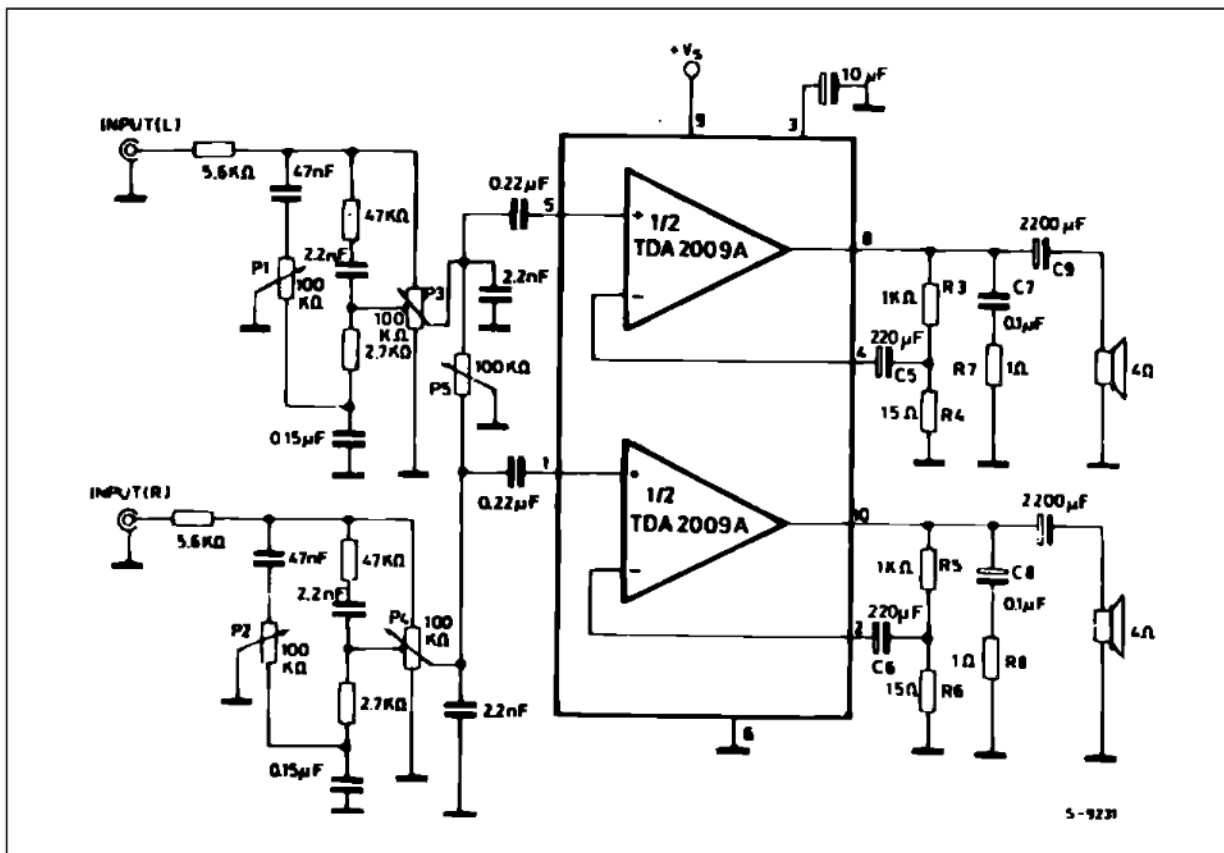 +Vs
10 µF
INPUT(L)
9
3
5.6KΩ
47nF
0.22µF
5
47KΩ
2.2nF
P1
100
KΩ
P3
100
KΩ
2.7KΩ
2.2nF
0.15µF
100KΩ
P5
+
1/2
TDA 2009A
-
8
2200µF
C9
1KΩ
R3
C7
0.1µF
220µF
4
C5
R7
1Ω
15Ω
R4
4Ω
INPUT(R)
5.6KΩ
47nF
47KΩ
2.2nF
P2
100
KΩ
P4
100
KΩ
2.7KΩ
2.2nF
0.15µF
0.22µF
1
1/2
TDA 2009A
-
10
2200µF
1KΩ
R5
C8
0.1µF
220µF
2
C6
1Ω
R8
15Ω
R6
4Ω
6
S-9231